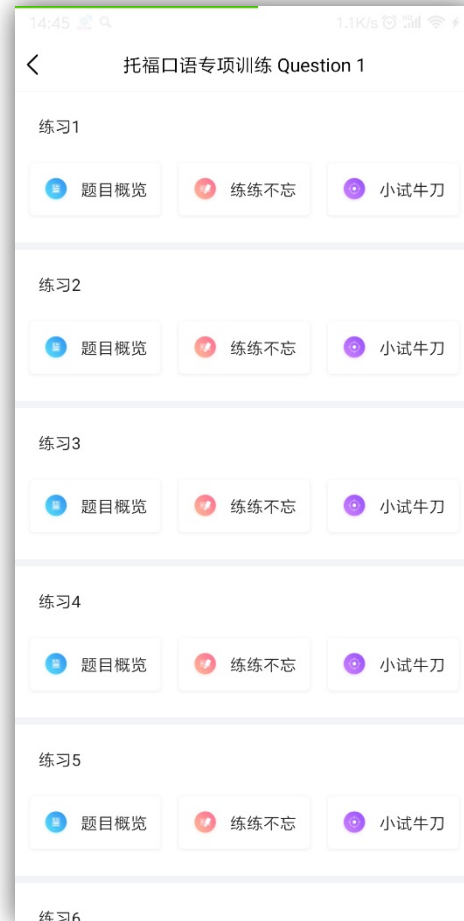 14:45 1.1K/s
托福口语专项训练 Question 1
练习1
题目概览 练练不忘 小试牛刀
练习2
题目概览 练练不忘 小试牛刀
练习3
题目概览 练练不忘 小试牛刀
练习4
题目概览 练练不忘 小试牛刀
练习5
题目概览 练练不忘 小试牛刀
练习6